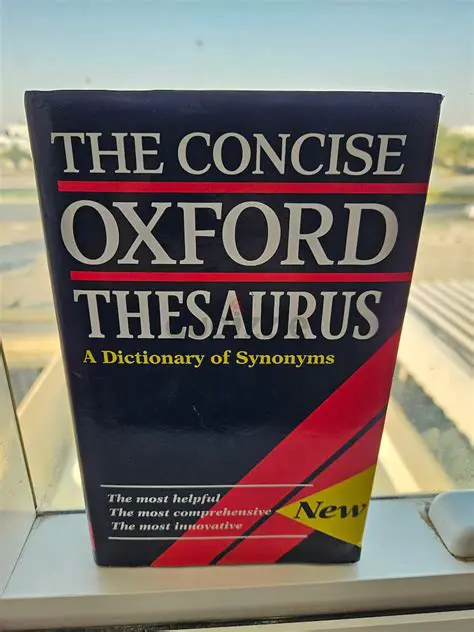 THE CONCISE
OXFORD
THESAURUS
A Dictionary of Synonyms
The most helpful
The most comprehensive
The most innovative
New